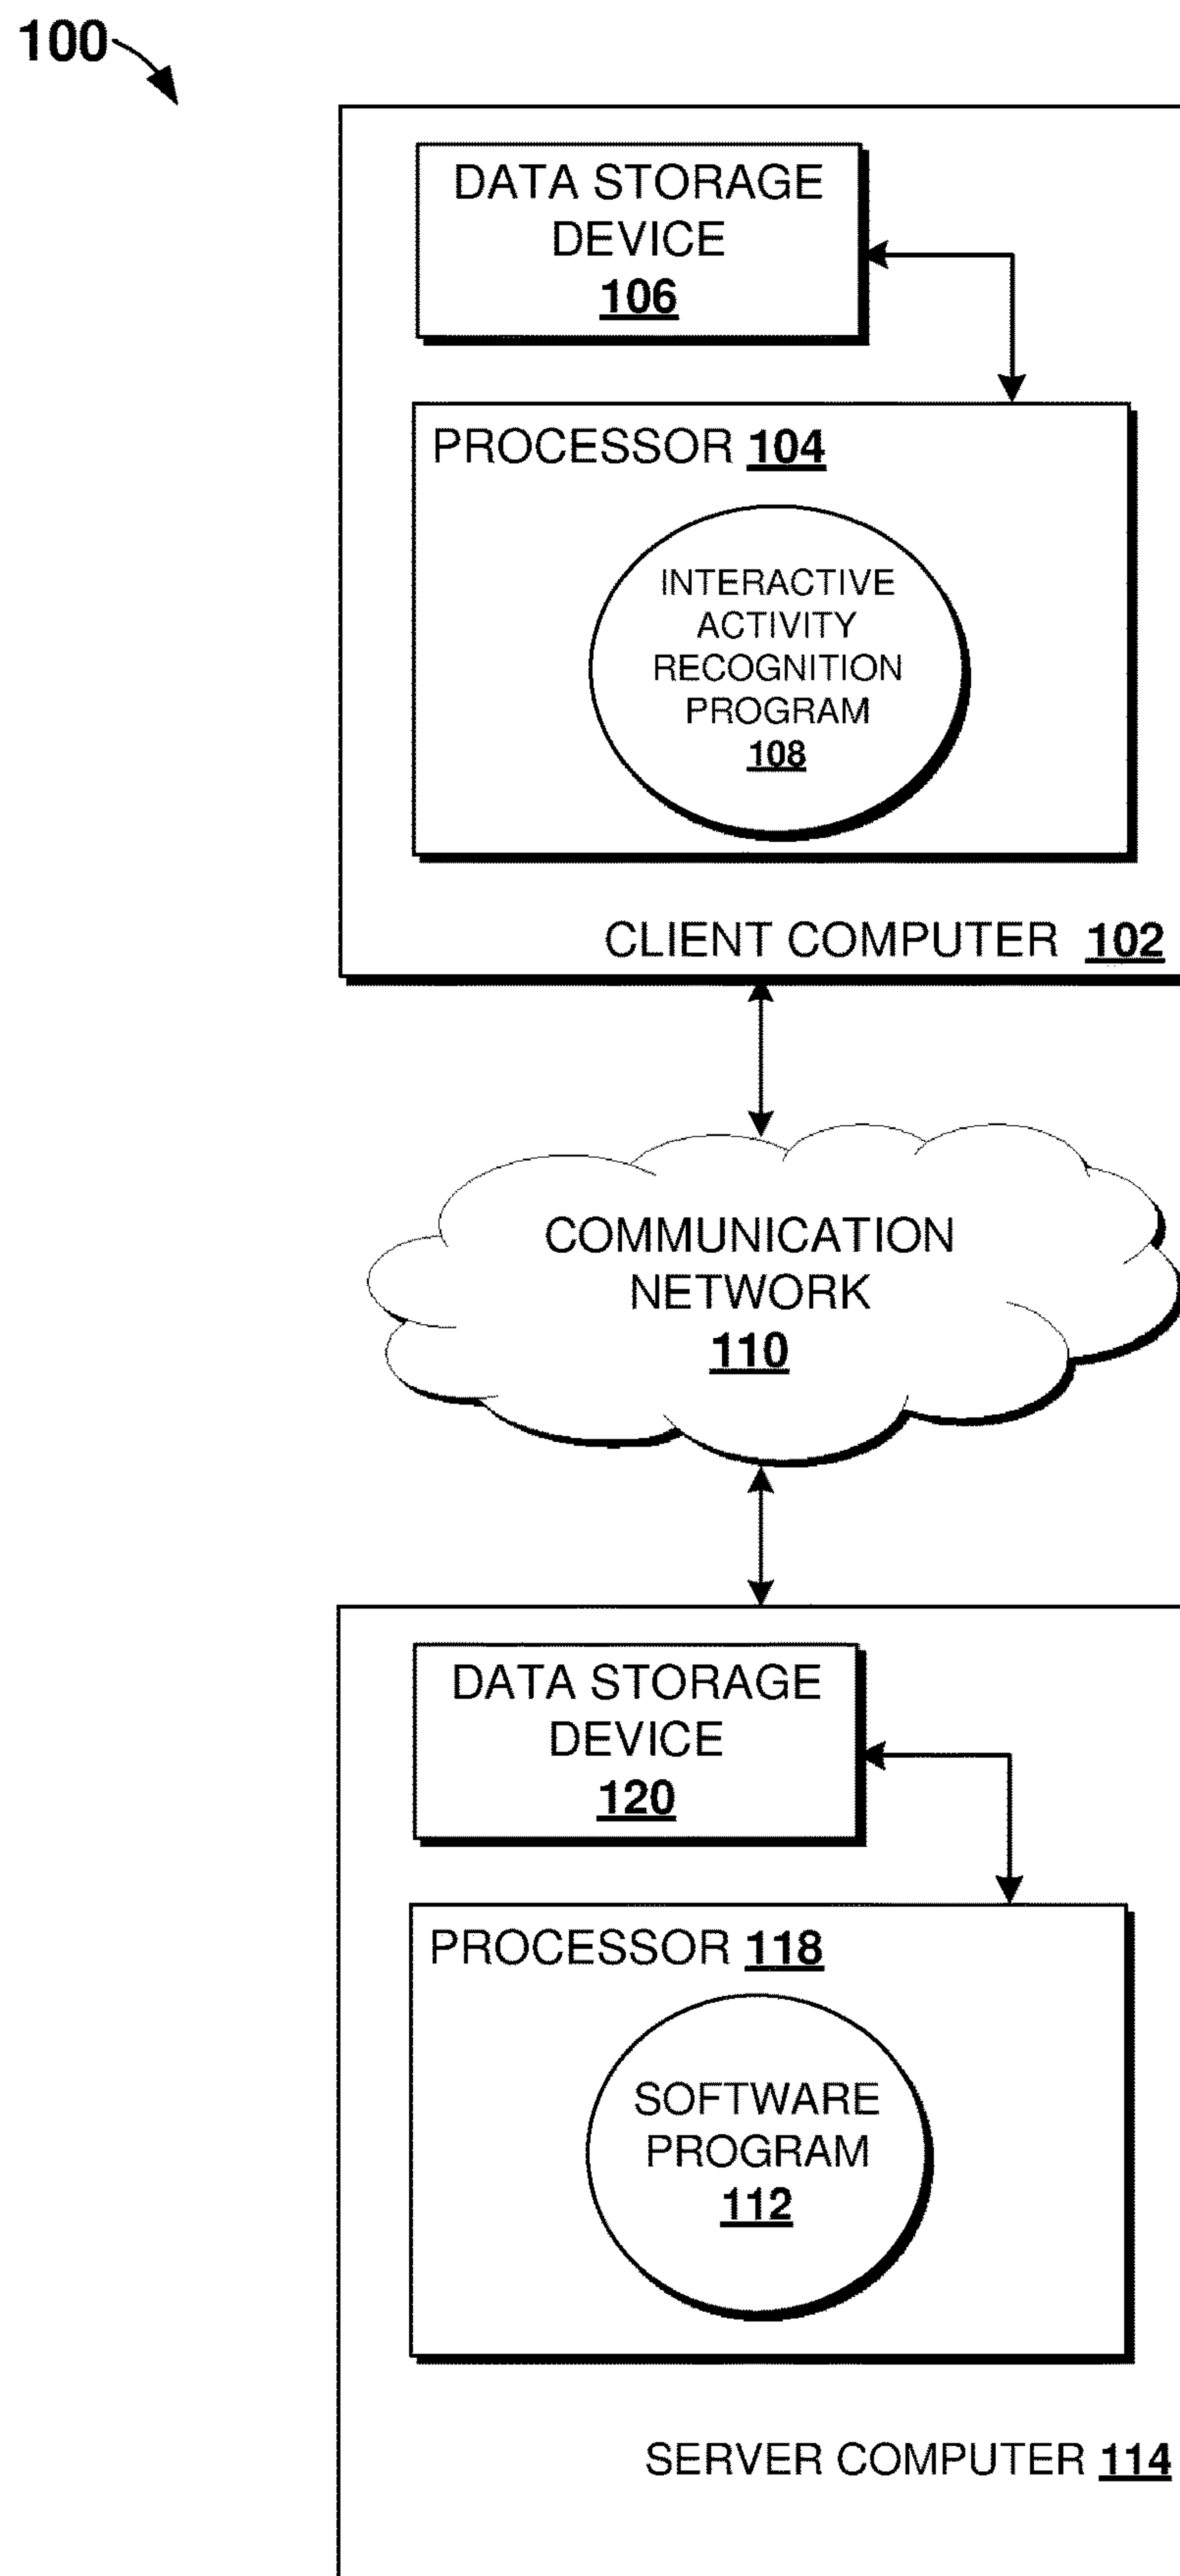 100
DATA STORAGE
DEVICE
106
PROCESSOR 104
INTERACTIVE
ACTIVITY
RECOGNITION
PROGRAM
108
CLIENT COMPUTER 102
COMMUNICATION
NETWORK
110
DATA STORAGE
DEVICE
120
PROCESSOR 118
SOFTWARE
PROGRAM
112
SERVER COMPUTER 114